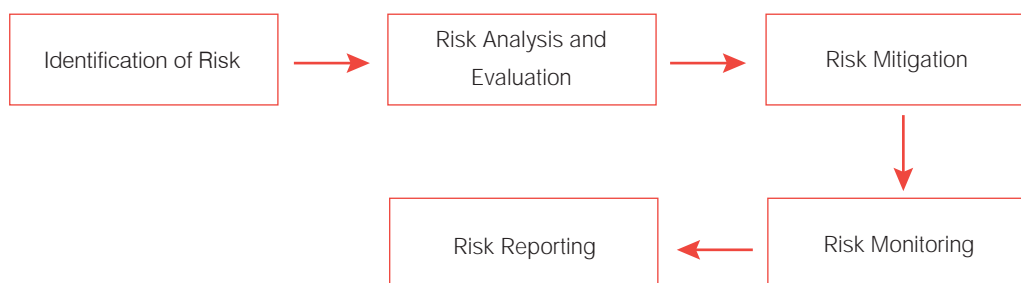 Identification of Risk
Risk Analysis and
Evaluation
Risk Mitigation
Risk Monitoring
Risk Reporting